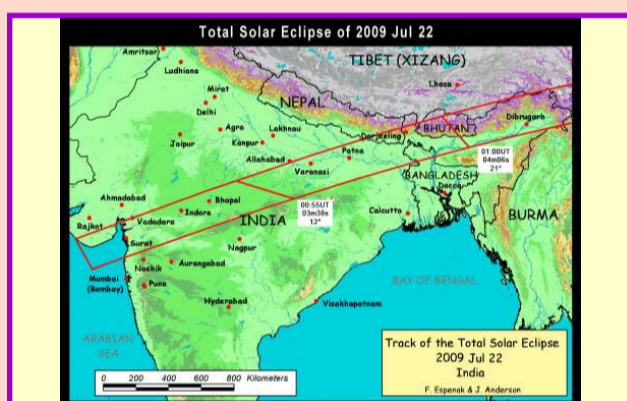 Total Solar Eclipse of 2009 Jul 22
Amritsar
Ludhiana
TIBET (XIZANG)
Lhasa
Mirat
Delhi
NEPAL
Agra
Lakhnau
Jaipur
Kanpur
Darjeeling
BHUTAN
Dibrugarh
Allahabad
Patna
Varanasi
01:00UT
04m06s
21°
BANGLADESH
Dacca
Ahmadabad
Bhopal
00:55UT
03m38s
12°
Rajkot
Vadodara
Indore
INDIA
Calcutta
BURMA
Surat
Nagpur
Nashik
Aurangabad
Mumbai
(Bombay)
Pune
BAY OF BENGAL
Hyderabad
Visakhapatnam
ARABIAN
SEA
Track of the Total Solar Eclipse
2009 Jul 22
India
F. Espenak & J. Anderson
0 200 400 600 800 Kilometers